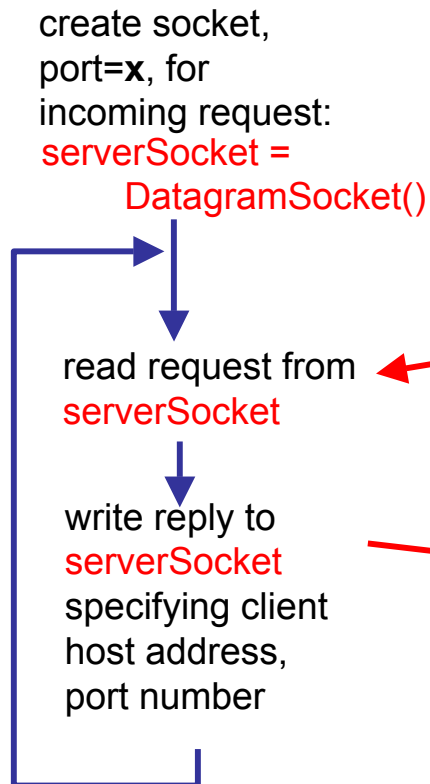 create socket,
port=x, for
incoming request:
serverSocket =
DatagramSocket()
read request from
serverSocket
write reply to
serverSocket
specifying client
host address,
port number